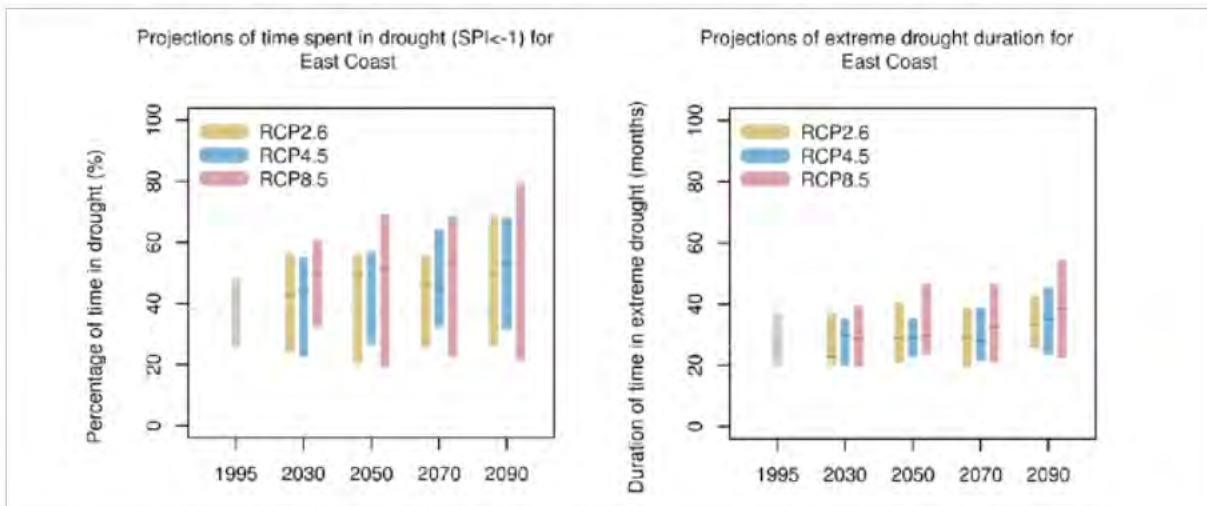 Projections of time spent in drought (SPI<-1) for
East Coast
Percentage of time in drought (%)
100
80
60
40
20
0
RCP2.6
RCP4.5
RCP8.5
1995 2030 2050 2070 2090
Projections of extreme drought duration for
East Coast
Duration of time in extreme drought (months)
100
80
60
40
20
0
RCP2.6
RCP4.5
RCP8.5
1995 2030 2050 2070 2090